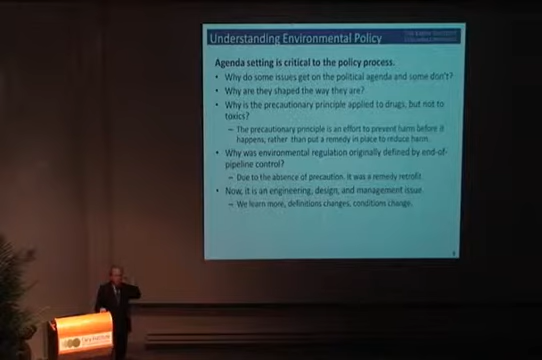 Understanding Environmental Policy
Agenda setting is critical to the policy process.
• Why do some issues get on the political agenda and some don't?
• Why are they shaped the way they are?
• Why is the precautionary principle applied to drugs, but not to
toxics?
– The precautionary principle is an effort to prevent harm before it
happens, rather than put a remedy in place to reduce harm.
• Why was environmental regulation originally defined by end-of-
pipeline control?
– Due to the absence of precaution. It was a remedy retrofit.
• Now, it is an engineering, design, and management issue.
– We learn more, definitions changes, conditions change.